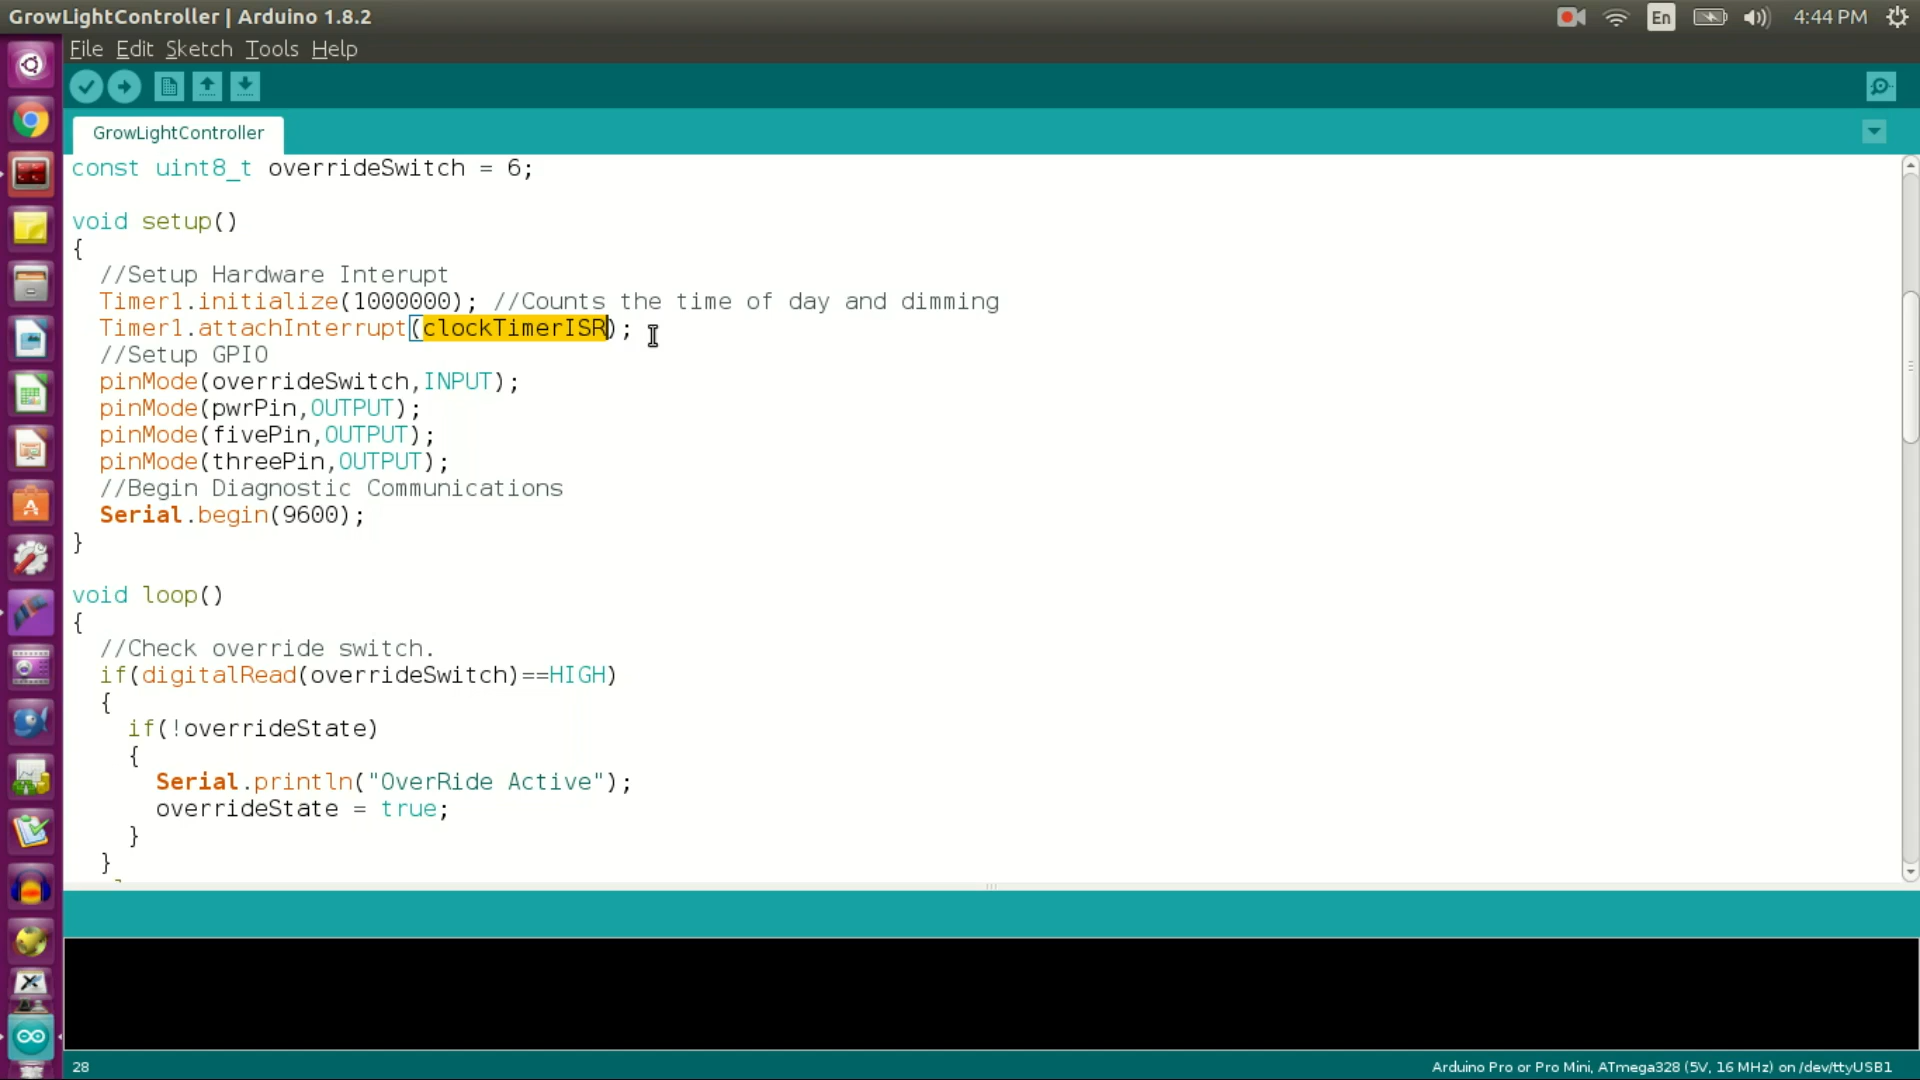 GrowLightController | Arduino 1.8.2
En
4:44 PM
File Edit Sketch Tools Help
GrowLightController
const uint8_t overrideSwitch = 6;
void setup()
{
//Setup Hardware Interupt
Timer1.initialize(1000000); //Counts the time of day and dimming
Timer1.attachInterrupt(clockTimerISR);
//Setup GPIO
pinMode(overrideSwitch,INPUT);
pinMode(pwrPin,OUTPUT);
pinMode(fivePin,OUTPUT);
pinMode(threePin,OUTPUT);
//Begin Diagnostic Communications
Serial.begin(9600);
}
void loop()
{
//Check override switch.
if(digitalRead(overrideSwitch)==HIGH)
{
if(!overrideState)
{
Serial.println("OverRide Active");
overrideState = true;
}
}
28
Arduino Pro or Pro Mini, ATmega328 (5V, 16 MHz) on /dev/ttyUSB1